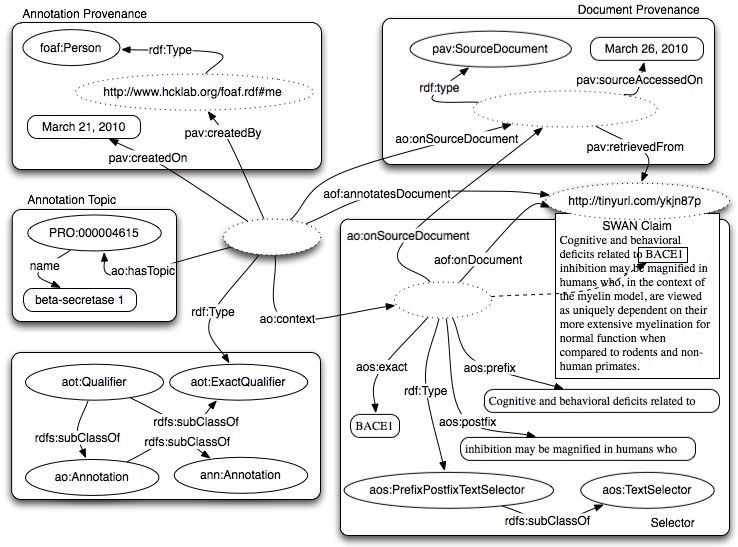 Annotation Provenance
foaf:Person
rdf:Type
http://www.hcklab.org/foaf.rdf#me
March 21, 2010
pav:createdBy
pav:createdOn
Document Provenance
pav:SourceDocument
March 26, 2010
rdf:type
pav:sourceAccessedOn
ao:onSourceDocument
pav:retrievedFrom
aof:annotatesDocument
http://tinyurl.com/ykjn87p
Annotation Topic
PRO:000004615
name
ao:hasTopic
beta-secretase 1
rdf:Type
ao:context
ao:onSourceDocument
aof:onDocument
SWAN Claim
Cognitive and behavioral
deficits related to BACE1
inhibition may be magnified in
humans who, in the context of
the myelin model, are viewed
as uniquely dependent on their
more extensive myelination for
normal function when
compared to rodents and non-
human primates.
aot:Qualifier
aot:ExactQualifier
rdfs:subClassOf
rdfs:subClassOf
ao:Annotation
ann:Annotation
aos:exact
rdf:Type
aos:prefix
aos:postfix
BACE1
Cognitive and behavioral deficits related to
inhibition may be magnified in humans who
aos:PrefixPostfixTextSelector
aos:TextSelector
rdfs:subClassOf
Selector